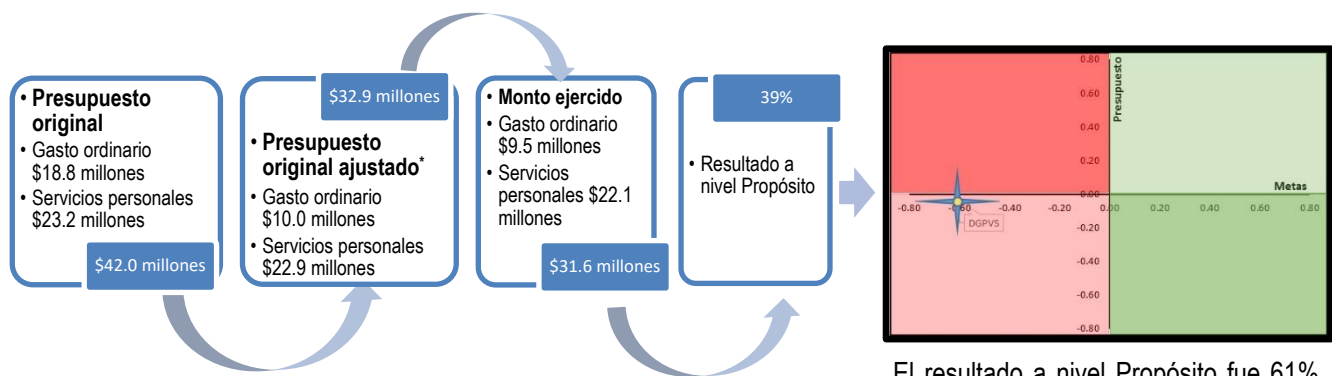 • Presupuesto
original
• Gasto ordinario
$18.8 millones
• Servicios personales
$23.2 millones
$42.0 millones
$32.9 millones
• Presupuesto
original ajustado*
• Gasto ordinario
$10.0 millones
• Servicios personales
$22.9 millones
• Monto ejercido
• Gasto ordinario
$9.5 millones
• Servicios
personales $22.1
millones
$31.6 millones
39%
• Resultado a
nivel Propósito
Presupuesto
0.80
0.60
0.40
0.20
0.00
Metas
-0.80 -0.60 -0.40 -0.20 0.00 0.20 0.40 0.60 0.80
DGPVS
-0.20
-0.40
-0.60
-0.80
El resultado a nivel Propósito fue 61%